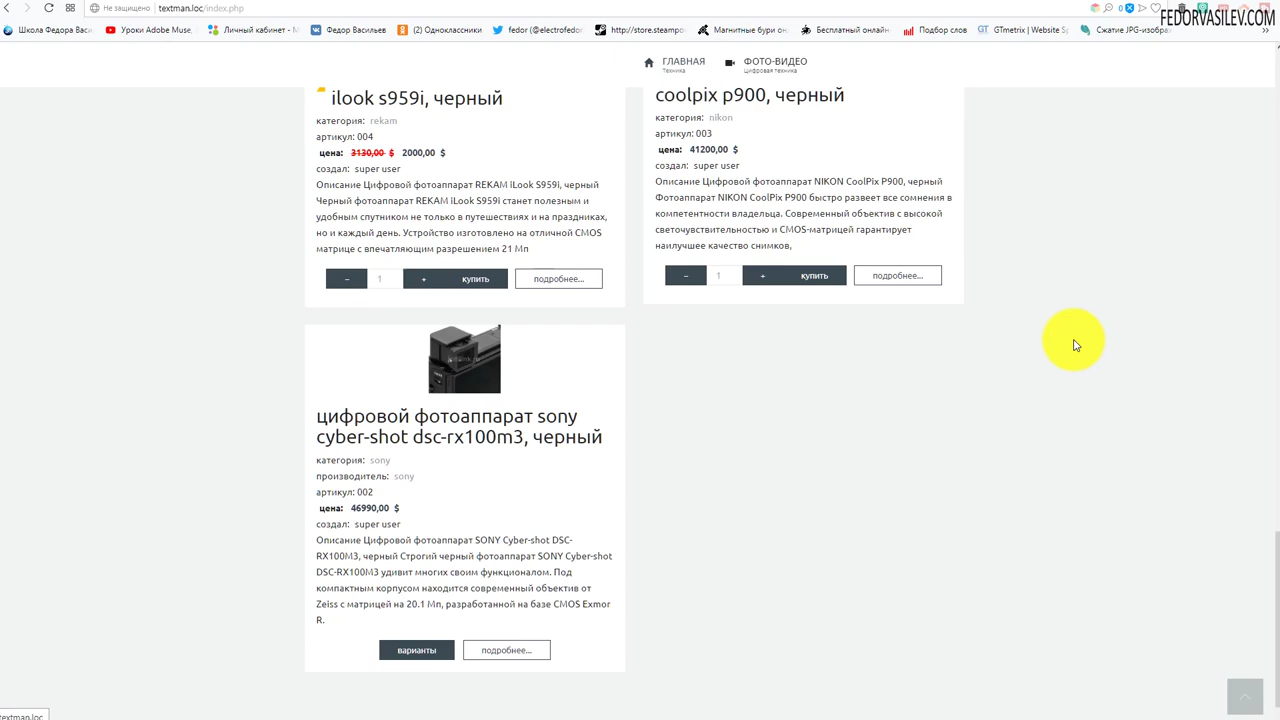 Не защищено textman.loc/index.php
FEDORVASILEV.COM
Школа Федора Васи
Уроки Adobe Muse,
Личный кабинет - М
Федор Васильев
(2) Одноклассники
fedor (@electrofedor
http://store.steampov
Магнитные бури он
Бесплатный онлайн
Подбор слов
GTmetrix | Website Sp
Сжатие JPG-изобра
ГЛАВНАЯ
Техника
ФОТО-ВИДЕО
Цифровая техника
ilook s959i, черный
категория: rekam
артикул: 004
цена: 3130,00 $ 2000,00 $
создал: super user
Описание Цифровой фотоаппарат REKAM iLook S959i, черный
Черный фотоаппарат REKAM iLook S959i станет полезным и
удобным спутником не только в путешествиях и на праздниках,
но и каждый день. Устройство изготовлено на отличной CMOS
матрице с впечатляющим разрешением 21 Мп
– 1 + купить подробнее...
coolpix p900, черный
категория: nikon
артикул: 003
цена: 41200,00 $
создал: super user
Описание Цифровой фотоаппарат NIKON CoolPix P900, черный
Фотоаппарат NIKON CoolPix P900 быстро развеет все сомнения в
компетентности владельца. Современный объектив с высокой
светочувствительностью и CMOS-матрицей гарантирует
наилучшее качество снимков,
– 1 + купить подробнее...
цифровой фотоаппарат sony
cyber-shot dsc-rx100m3, черный
категория: sony
производитель: sony
артикул: 002
цена: 46990,00 $
создал: super user
Описание Цифровой фотоаппарат SONY Cyber-shot DSC-
RX100M3, черный Строгий черный фотоаппарат SONY Cyber-shot
DSC-RX100M3 удивит многих своим функционалом. Под
компактным корпусом находится современный объектив от
Zeiss с матрицей на 20.1 Мп, разработанной на базе CMOS Exmor
R.
варианты подробнее...
textman.loc